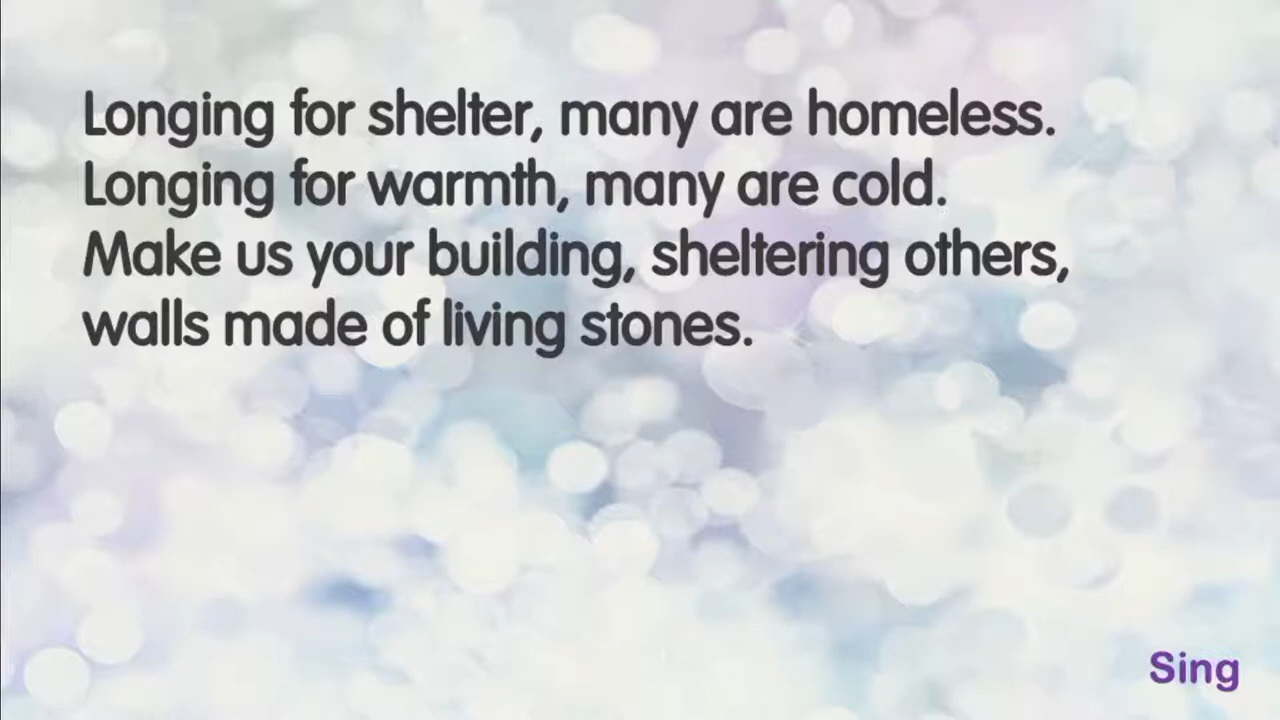 Longing for shelter, many are homeless.
Longing for warmth, many are cold.
Make us your building, sheltering others,
walls made of living stones.
Sing